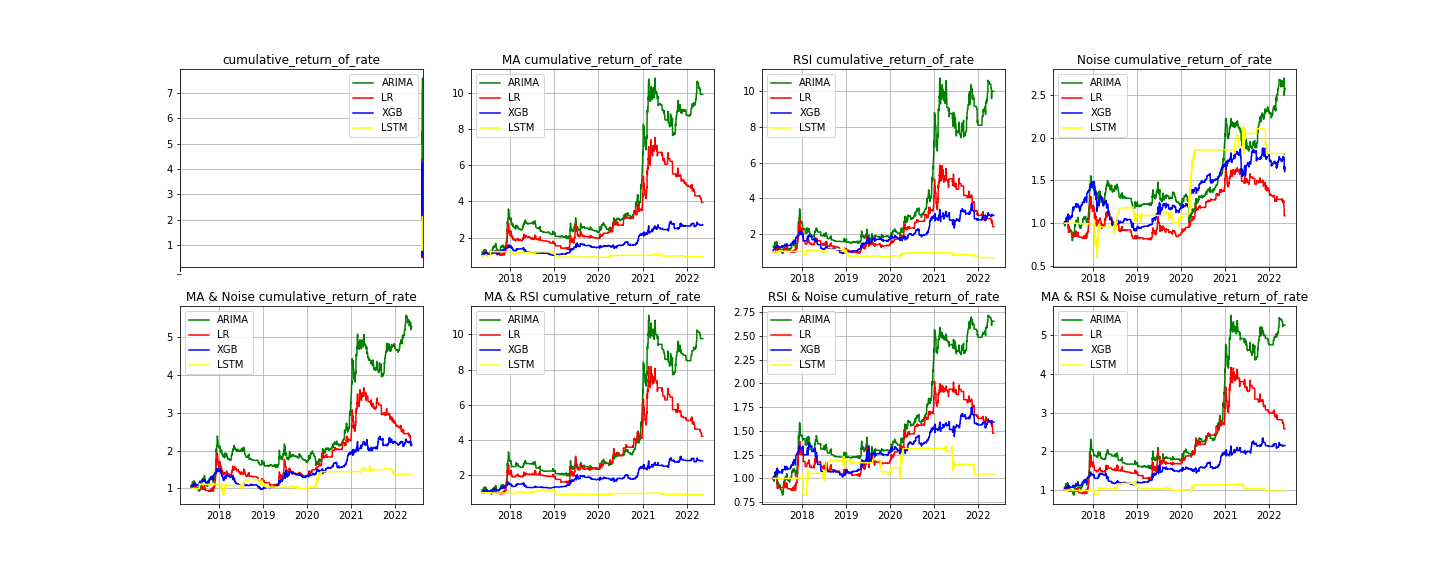 cumulative_return_of_rate
7
6
5
4
3
2
1
ARIMA
LR
XGB
LSTM
MA cumulative_return_of_rate
10
8
6
4
2
ARIMA
LR
XGB
LSTM
2018 2019 2020 2021 2022
RSI cumulative_return_of_rate
10
8
6
4
2
ARIMA
LR
XGB
LSTM
2018 2019 2020 2021 2022
Noise cumulative_return_of_rate
2.5
2.0
1.5
1.0
0.5
ARIMA
LR
XGB
LSTM
2018 2019 2020 2021 2022
MA & Noise cumulative_return_of_rate
5
4
3
2
1
ARIMA
LR
XGB
LSTM
2018 2019 2020 2021 2022
MA & RSI cumulative_return_of_rate
10
8
6
4
2
ARIMA
LR
XGB
LSTM
2018 2019 2020 2021 2022
RSI & Noise cumulative_return_of_rate
2.75
2.50
2.25
2.00
1.75
1.50
1.25
1.00
0.75
ARIMA
LR
XGB
LSTM
2018 2019 2020 2021 2022
MA & RSI & Noise cumulative_return_of_rate
5
4
3
2
1
ARIMA
LR
XGB
LSTM
2018 2019 2020 2021 2022